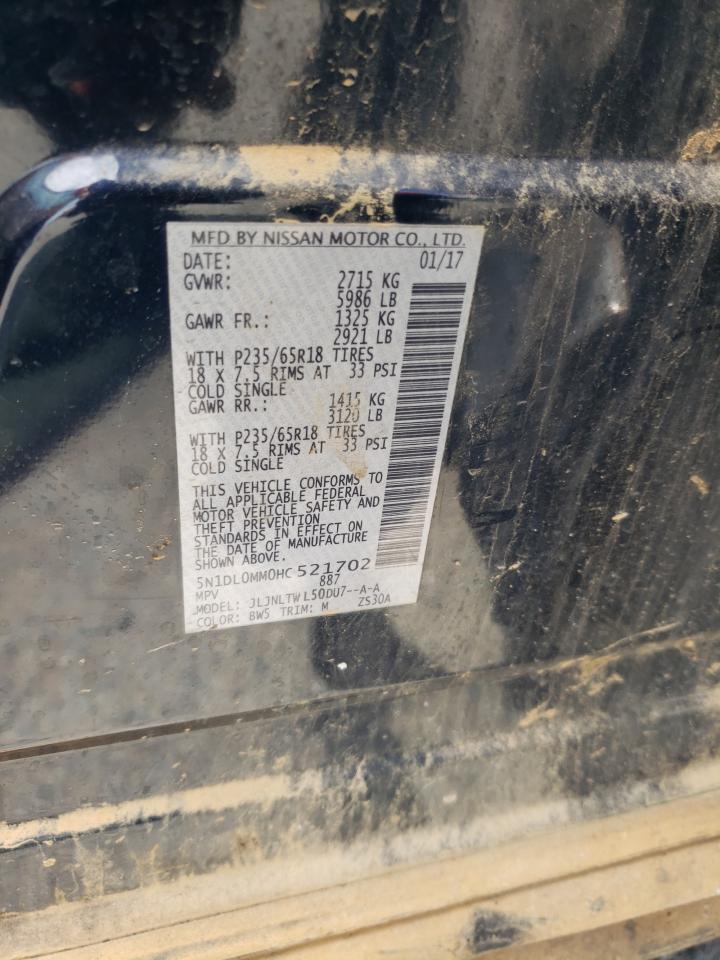 MFD BY NISSAN MOTOR CO., LTD.
DATE: 01/17
GVWR: 2715 KG
5986 LB
GAWR FR.: 1325 KG
2921 LB
WITH P235/65R18 TIRES
18 X 7.5 RIMS AT 33 PSI
COLD SINGLE
GAWR RR.: 1415 KG
3120 LB
WITH P235/65R18 TIRES
18 X 7.5 RIMS AT 33 PSI
COLD SINGLE
THIS VEHICLE CONFORMS TO
ALL APPLICABLE FEDERAL
MOTOR VEHICLE SAFETY AND
THEFT PREVENTION
STANDARDS IN EFFECT ON
THE DATE OF MANUFACTURE
SHOWN ABOVE.
5N1DL0MM0HC521702
MPV 887
MODEL: JLJNLTWL50DU7--A-A
COLOR: BW5 TRIM: M ZS30A